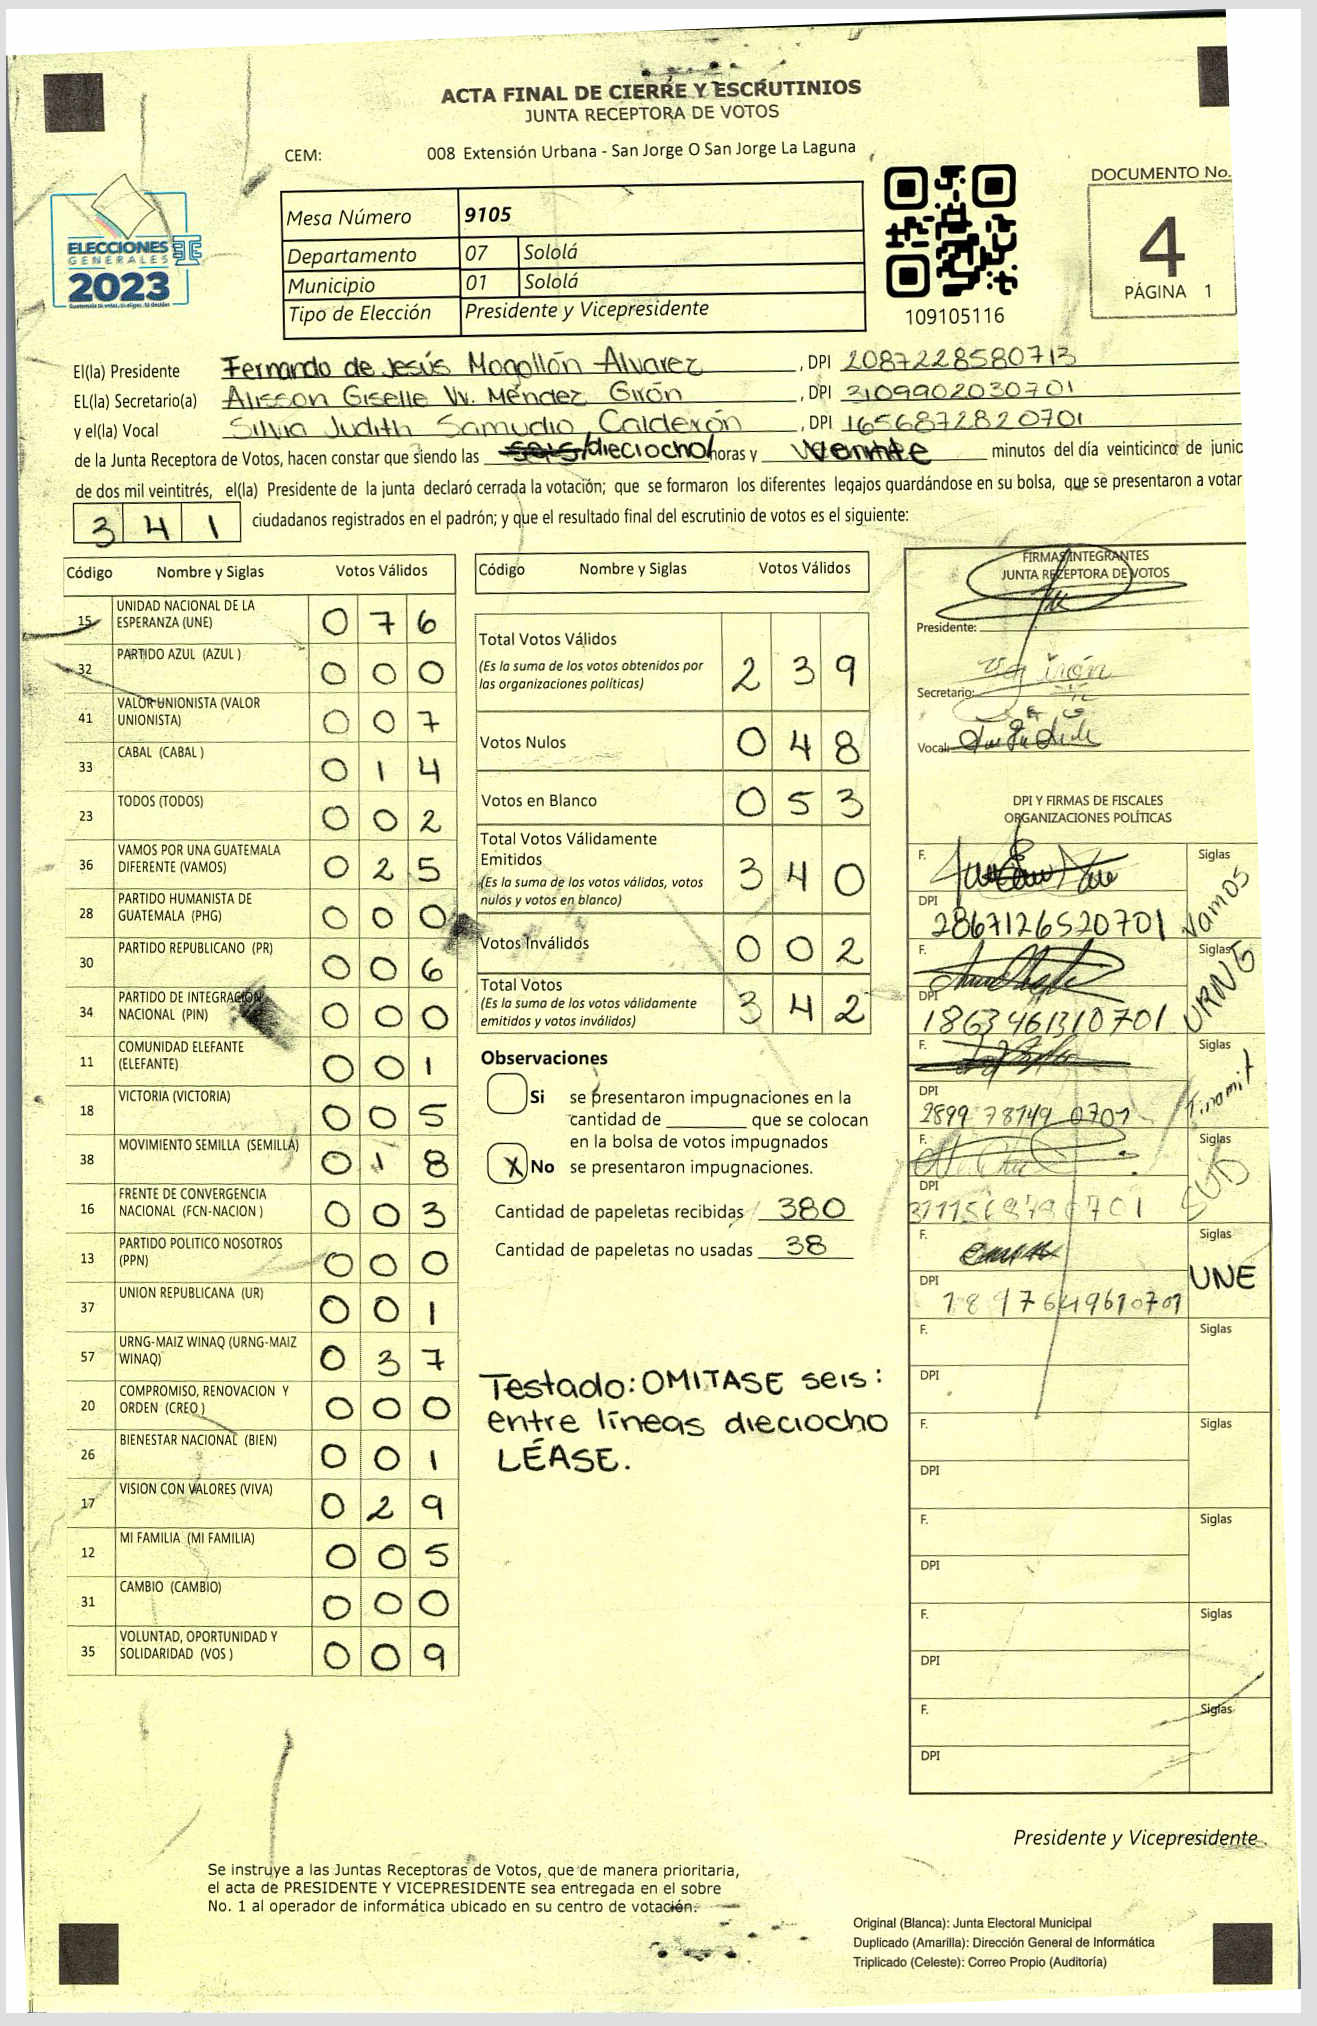 ACTA FINAL DE CIERRE Y ESCRUTINIOS
JUNTA RECEPTORA DE VOTOS
CEM: 008 Extensión Urbana - San Jorge O San Jorge La Laguna
ELECCIONES
GENERALES
2023
Mesa Número 9105
Departamento 07 Sololá
Municipio 01 Sololá
Tipo de Elección Presidente y Vicepresidente
109105116
DOCUMENTO No.
4
PÁGINA 1
El(la) Presidente Fernando de Jesús Mogollón Alvarez, DPI 2087228580713
EL(la) Secretario(a) Alisson Giselle W. Méndez Girón, DPI 3109902030701
y el(la) Vocal Silvia Judith Samudio Calderón, DPI 1656872820701
de la Junta Receptora de Votos, hacen constar que siendo las seis/dieciocho/ horas y veinte minutos del día veinticinco de junio
de dos mil veintitrés, el(la) Presidente de la junta declaró cerrada la votación; que se formaron los diferentes legajos quardándose en su bolsa, que se presentaron a votar
341 ciudadanos registrados en el padrón; y que el resultado final del escrutinio de votos es el siguiente:
Código Nombre y Siglas Votos Válidos
15 UNIDAD NACIONAL DE LA ESPERANZA (UNE) 0 7 6
32 PARTIDO AZUL (AZUL ) 0 0 0
41 VALOR UNIONISTA (VALOR UNIONISTA) 0 0 7
33 CABAL (CABAL ) 0 1 4
23 TODOS (TODOS) 0 0 2
36 VAMOS POR UNA GUATEMALA DIFERENTE (VAMOS) 0 2 5
28 PARTIDO HUMANISTA DE GUATEMALA (PHG) 0 0 0
30 PARTIDO REPUBLICANO (PR) 0 0 6
34 PARTIDO DE INTEGRACIÓN NACIONAL (PIN) 0 0 0
11 COMUNIDAD ELEFANTE (ELEFANTE) 0 0 1
18 VICTORIA (VICTORIA) 0 0 5
38 MOVIMIENTO SEMILLA (SEMILLA) 0 1 8
16 FRENTE DE CONVERGENCIA NACIONAL (FCN-NACION ) 0 0 3
13 PARTIDO POLITICO NOSOTROS (PPN) 0 0 0
37 UNION REPUBLICANA (UR) 0 0 1
57 URNG-MAIZ WINAQ (URNG-MAIZ WINAQ) 0 3 7
20 COMPROMISO, RENOVACION Y ORDEN (CREO ) 0 0 0
26 BIENESTAR NACIONAL (BIEN) 0 0 1
17 VISION CON VALORES (VIVA) 0 2 9
12 MI FAMILIA (MI FAMILIA) 0 0 5
31 CAMBIO (CAMBIO) 0 0 0
35 VOLUNTAD, OPORTUNIDAD Y SOLIDARIDAD (VOS ) 0 0 9
Código Nombre y Siglas Votos Válidos
Total Votos Válidos 2 3 9
(Es la suma de los votos obtenidos por
las organizaciones políticas)
Votos Nulos 0 4 8
Votos en Blanco 0 5 3
Total Votos Válidamente
Emitidos 3 4 0
(Es la suma de los votos válidos, votos
nulos y votos en blanco)
Votos Inválidos 0 0 2
Total Votos 3 4 2
(Es la suma de los votos válidamente
emitidos y votos inválidos)
Observaciones
Si se presentaron impugnaciones en la
cantidad de ________ que se colocan
en la bolsa de votos impugnados
X No se presentaron impugnaciones.
Cantidad de papeletas recibidas 380
Cantidad de papeletas no usadas 38
Testado: OMITASE seis:
entre líneas dieciocho
LÉASE.
FIRMAS INTEGRANTES
JUNTA RECEPTORA DE VOTOS
Presidente:
Secretario:
Vocal:
DPI Y FIRMAS DE FISCALES
ORGANIZACIONES POLÍTICAS
F. Siglas Vamos
DPI 2867126520701
F. Siglas URNG
DPI 1863461310701
F. Siglas Tinamit
DPI 2899 78149 0701
F. Siglas
DPI
F. Siglas UNE
DPI
F. Siglas
DPI
F. Siglas
DPI
F. Siglas
DPI
F. Siglas
DPI
F. Siglas
DPI
Presidente y Vicepresidente
Se instruye a las Juntas Receptoras de Votos, que de manera prioritaria,
el acta de PRESIDENTE Y VICEPRESIDENTE sea entregada en el sobre
No. 1 al operador de informática ubicado en su centro de votación.
Original (Blanca): Junta Electoral Municipal
Duplicado (Amarilla): Dirección General de Informática
Triplicado (Celeste): Correo Propio (Auditoría)